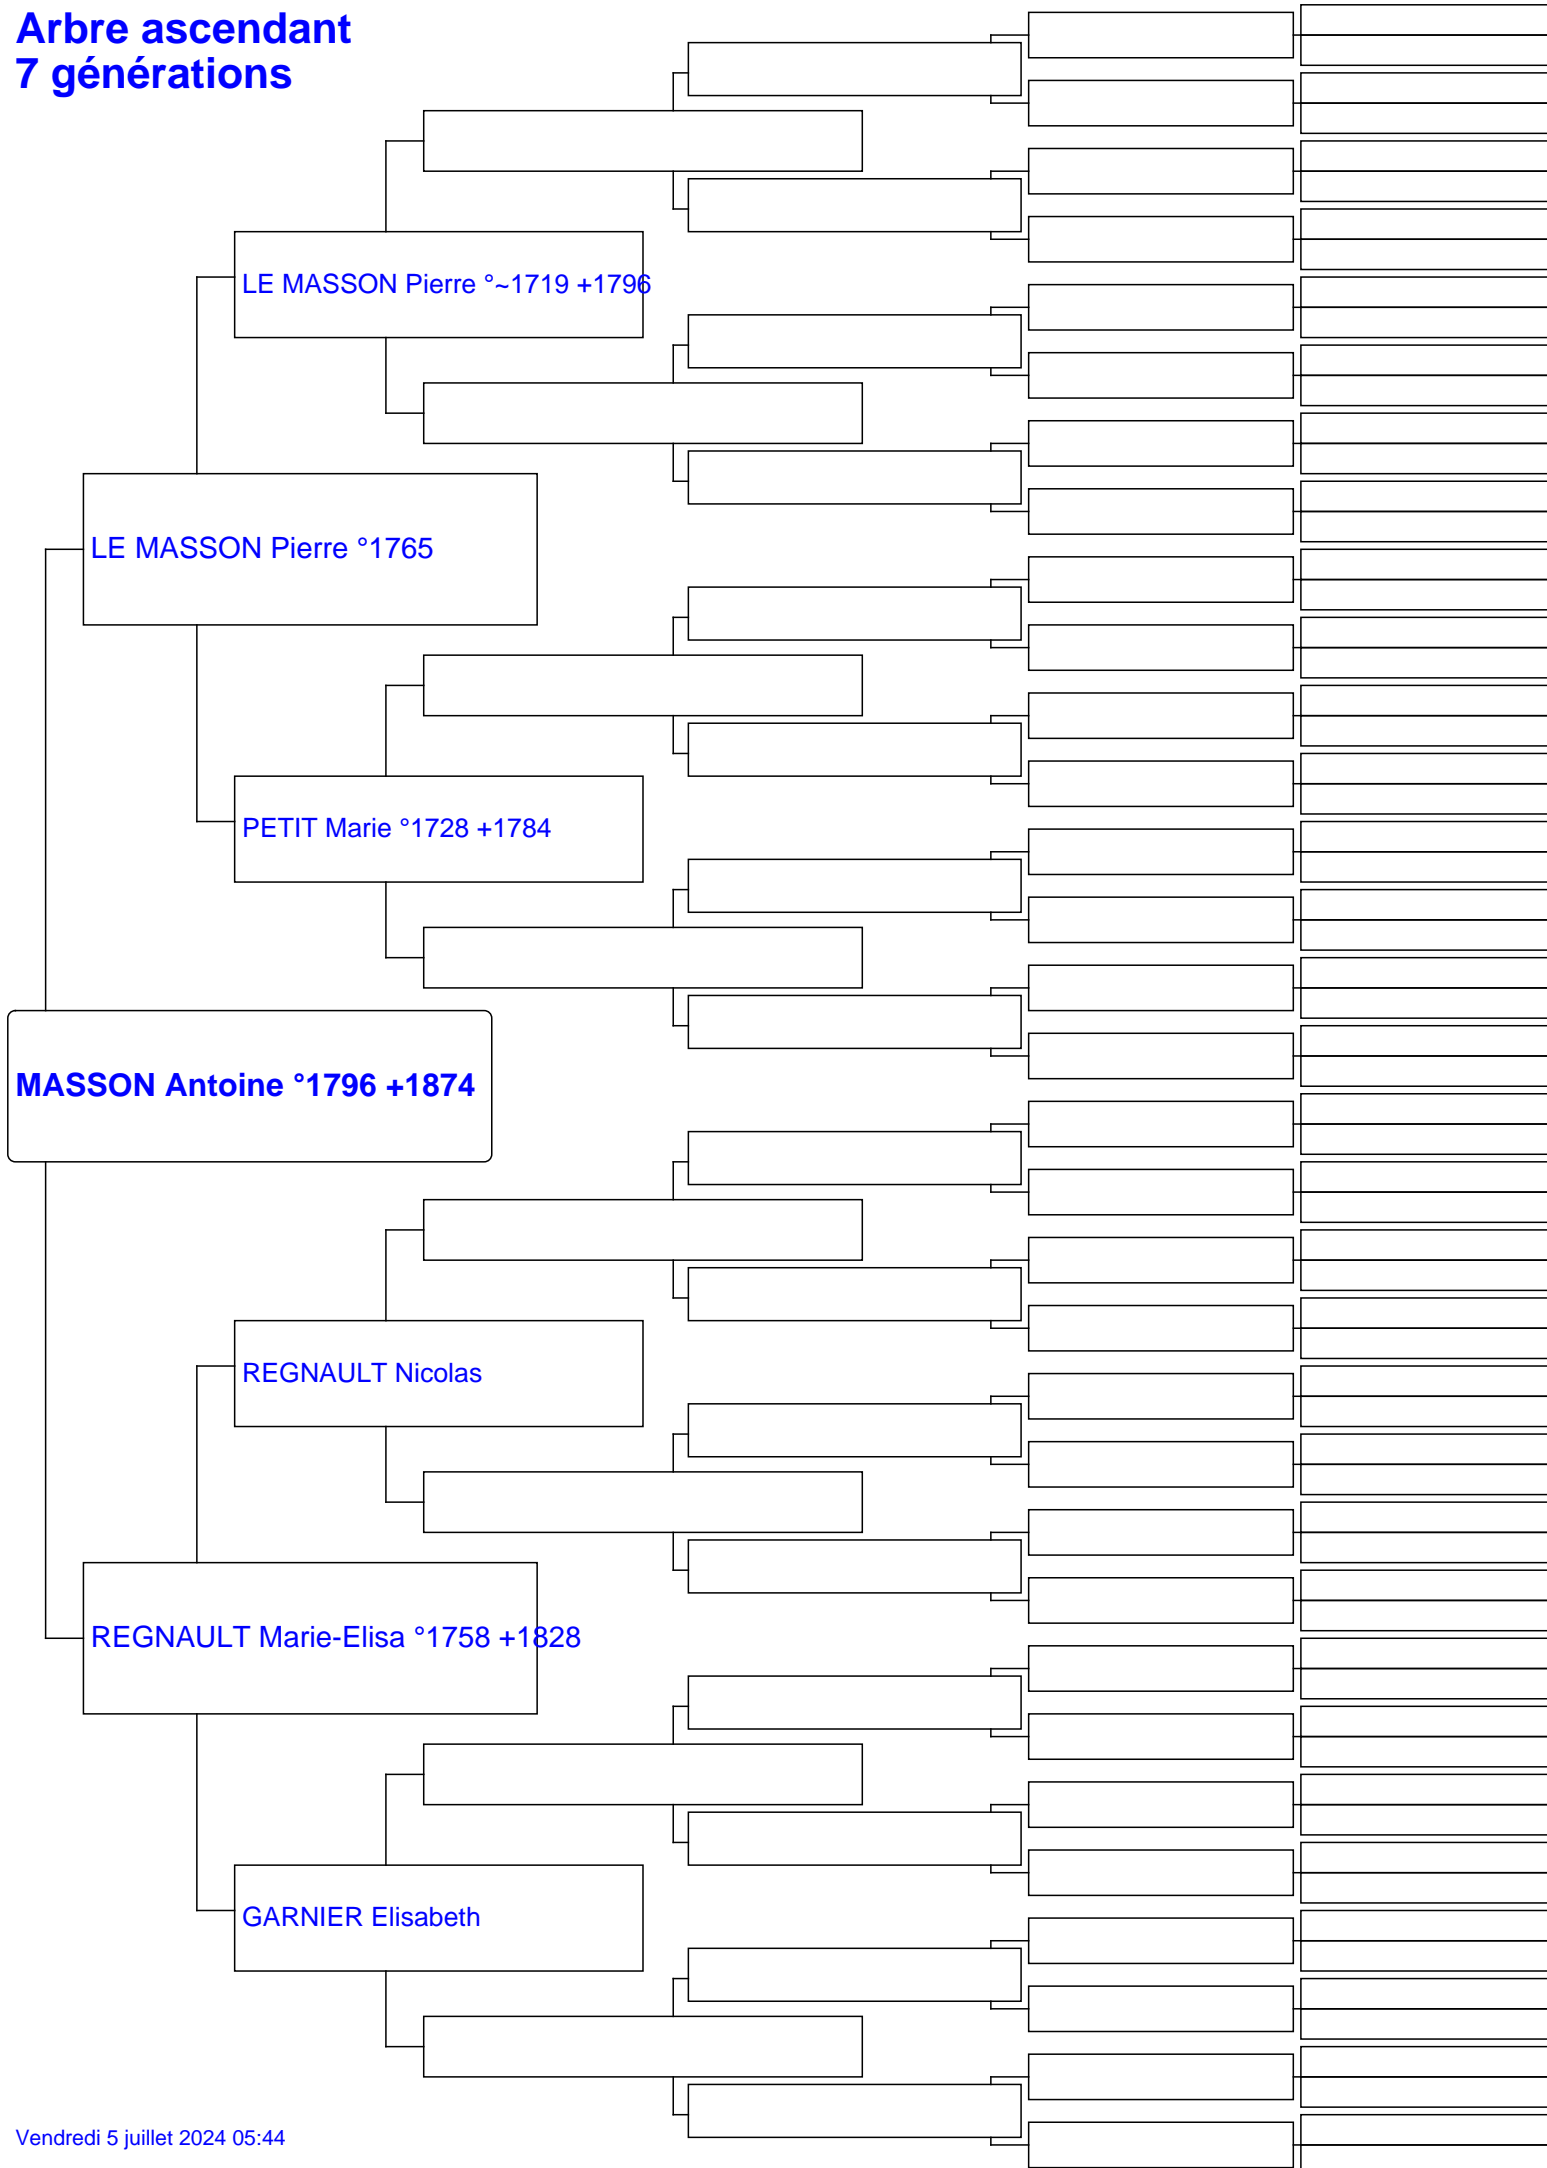 Arbre ascendant
7 générations
LE MASSON Pierre °~1719 +1796
LE MASSON Pierre °1765
PETIT Marie °1728 +1784
MASSON Antoine °1796 +1874
REGNAULT Nicolas
REGNAULT Marie-Elisa °1758 +1828
GARNIER Elisabeth
Vendredi 5 juillet 2024 05:44